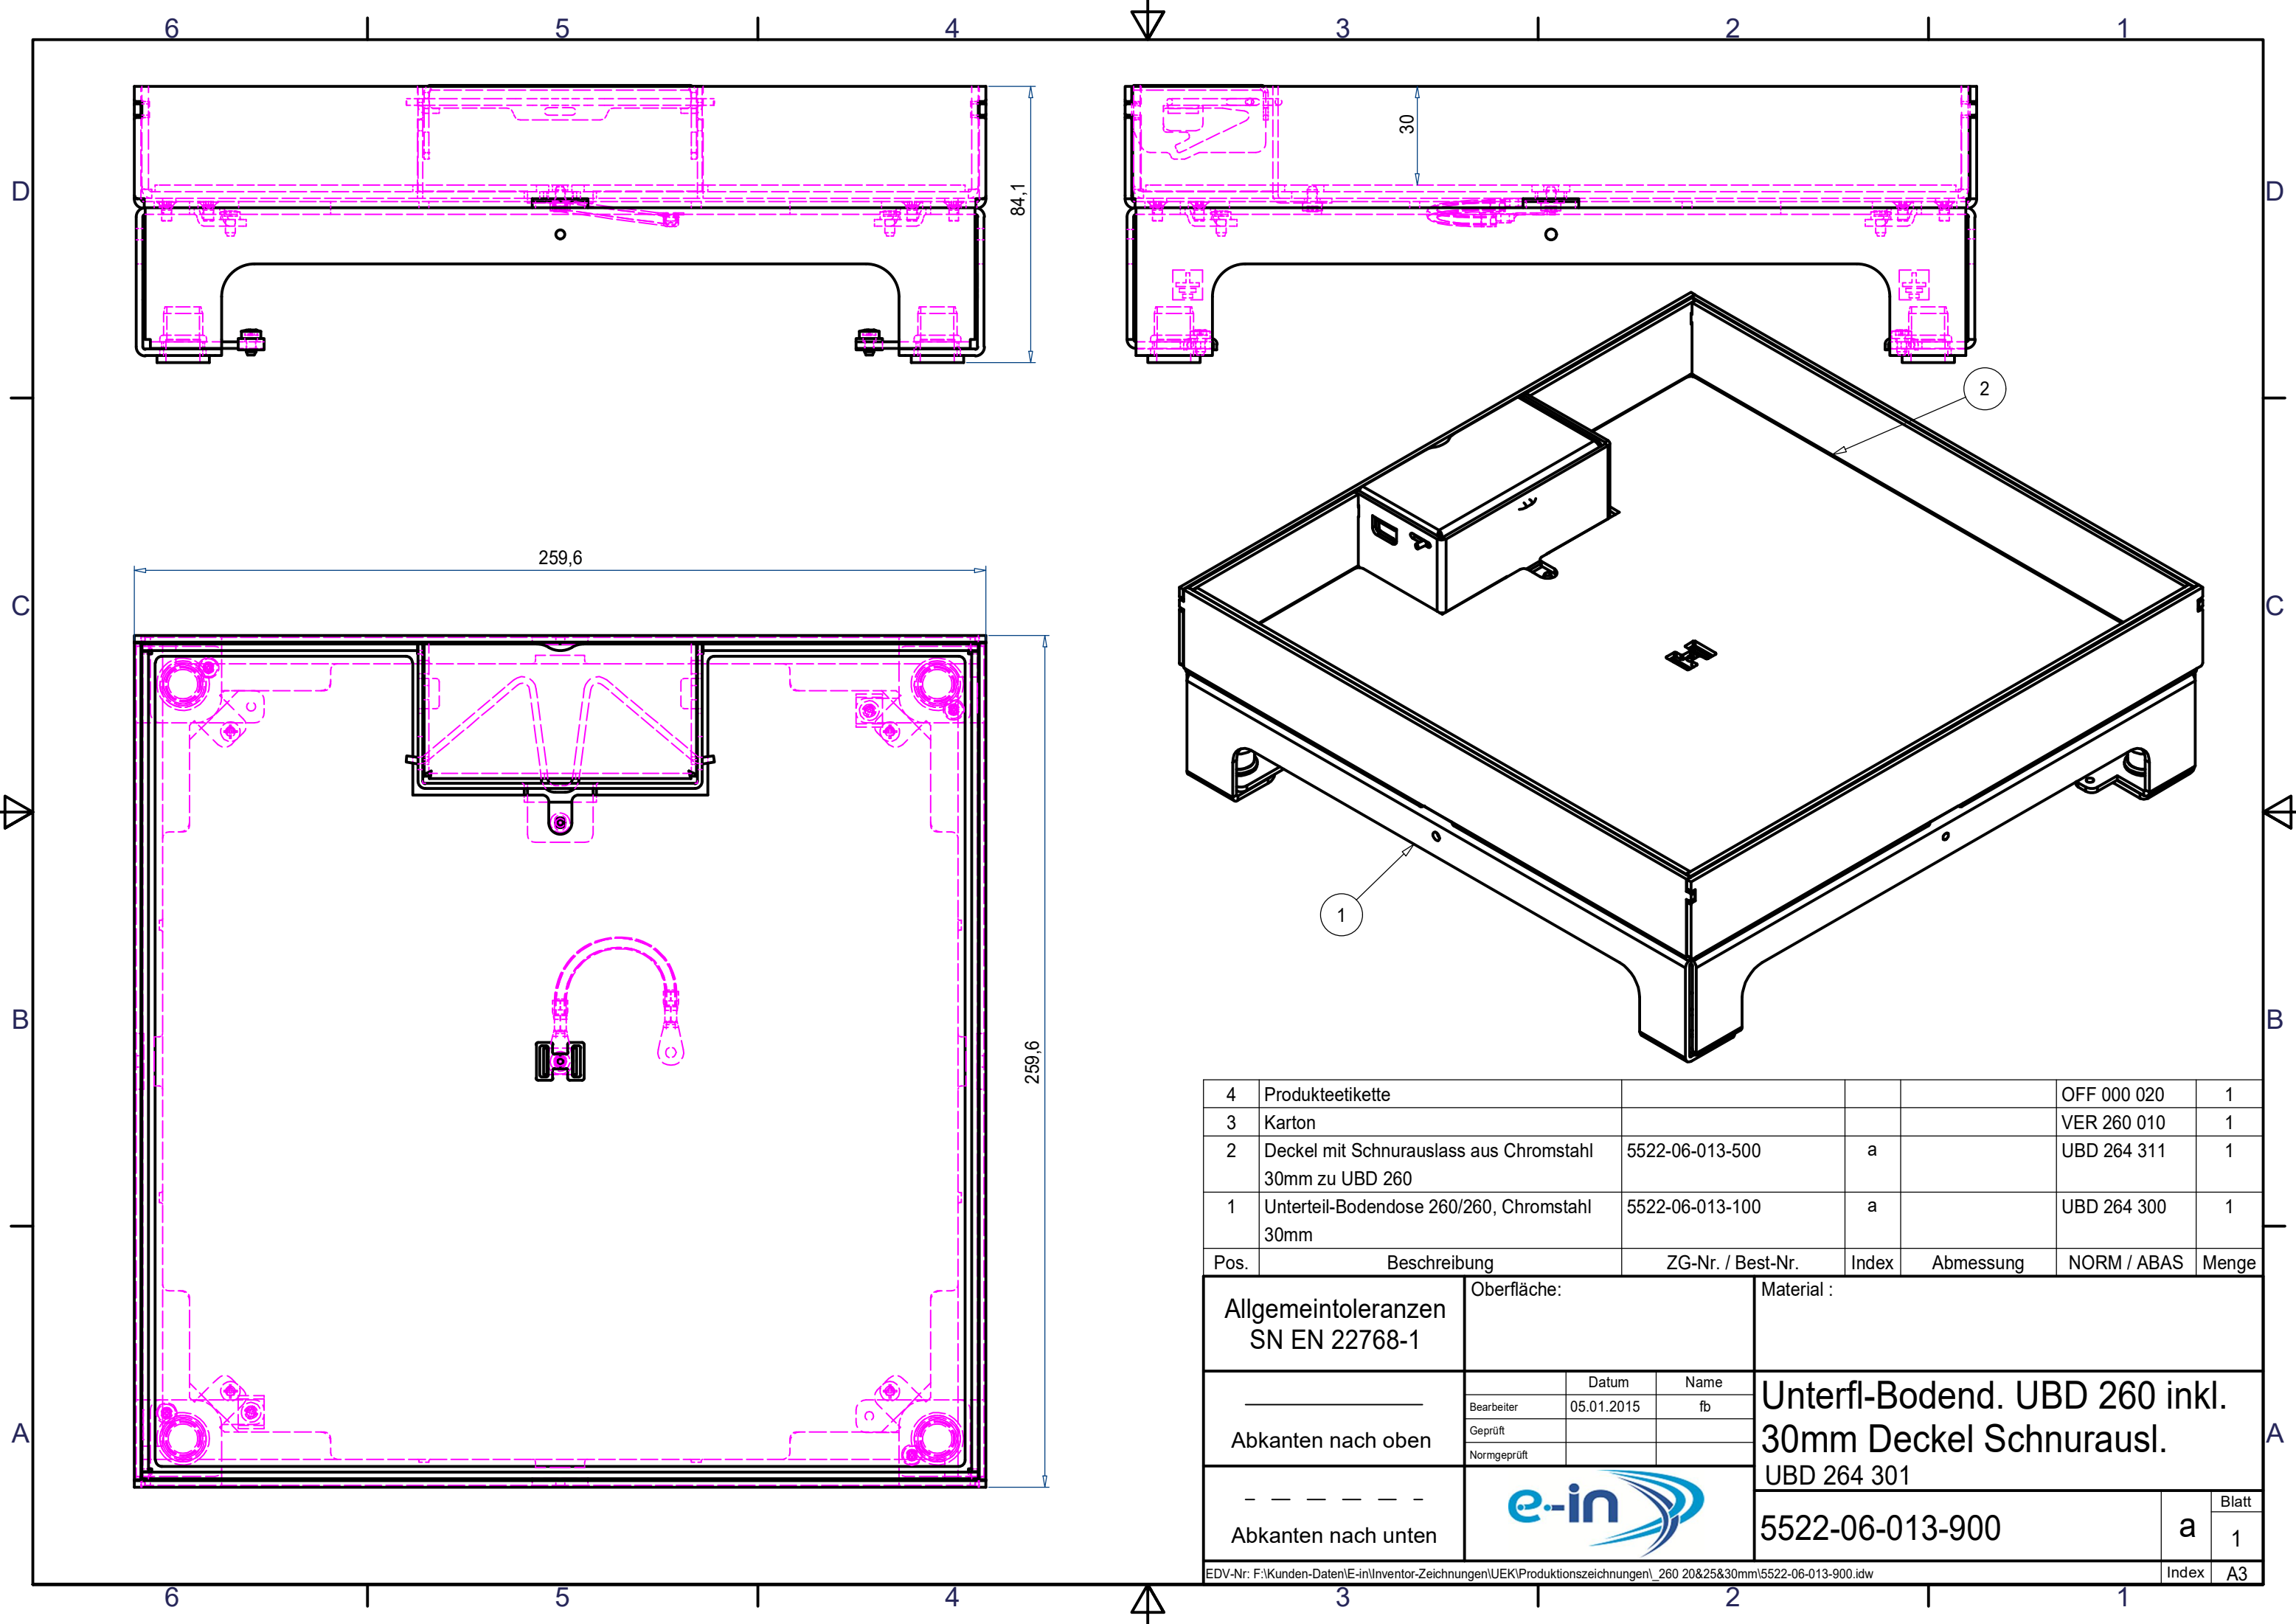 6 5 4 3 2 1
D D
84,1
30
2
259,6
C C
1
259,6
B B
4 Produkteetikette OFF 000 020 1
3 Karton VER 260 010 1
2 Deckel mit Schnurauslass aus Chromstahl 5522-06-013-500 a UBD 264 311 1
30mm zu UBD 260
1 Unterteil-Bodendose 260/260, Chromstahl 5522-06-013-100 a UBD 264 300 1
30mm
Pos. Beschreibung ZG-Nr. / Best-Nr. Index Abmessung NORM / ABAS Menge
Allgemeintoleranzen
SN EN 22768-1
Oberfläche:
Material :
Abkanten nach oben
Abkanten nach unten
Datum Name
Bearbeiter 05.01.2015 fb
Geprüft
Normgeprüft
e-in
Unterfl-Bodend. UBD 260 inkl.
30mm Deckel Schnurausl.
UBD 264 301
5522-06-013-900
a
Blatt
1
Index A3
EDV-Nr: F:\Kunden-Daten\E-in\Inventor-Zeichnungen\UEK\Produktionszeichnungen\_260 20&25&30mm\5522-06-013-900.idw
A A
6 5 4 3 2 1